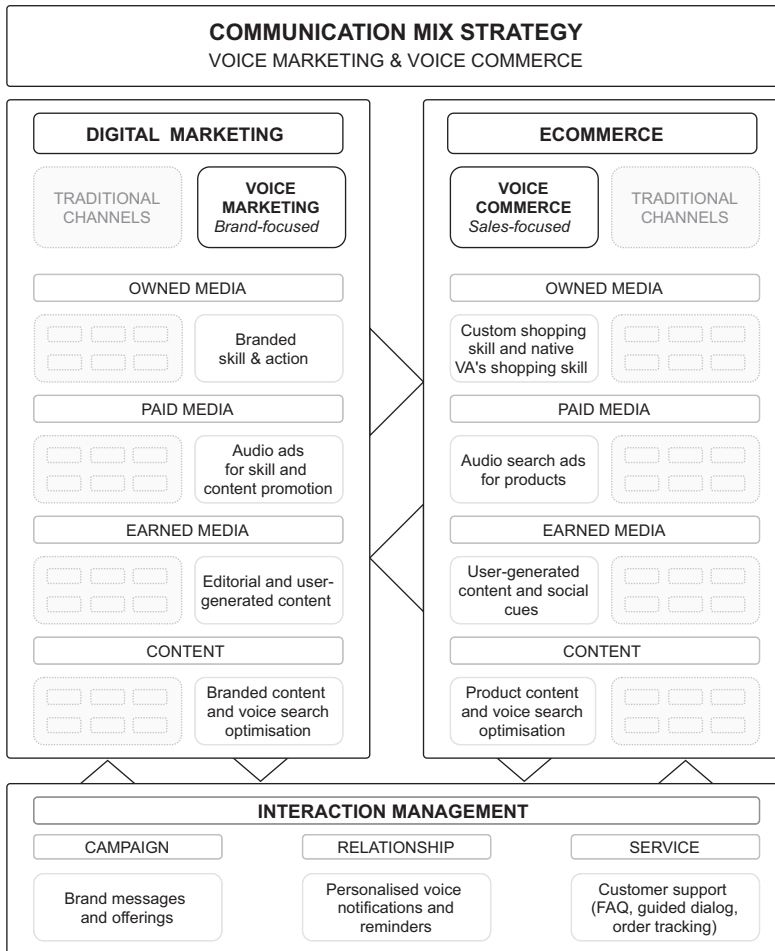 COMMUNICATION MIX STRATEGY
VOICE MARKETING & VOICE COMMERCE
DIGITAL MARKETING
TRADITIONAL
CHANNELS
VOICE
MARKETING
Brand-focused
OWNED MEDIA
Branded
skill & action
PAID MEDIA
Audio ads
for skill and
content promotion
EARNED MEDIA
Editorial and user-
generated content
CONTENT
Branded content
and voice search
optimisation
ECOMMERCE
VOICE
COMMERCE
Sales-focused
TRADITIONAL
CHANNELS
OWNED MEDIA
Custom shopping
skill and native
VA's shopping skill
PAID MEDIA
Audio search ads
for products
EARNED MEDIA
User-generated
content and social
cues
CONTENT
Product content
and voice search
optimisation
INTERACTION MANAGEMENT
CAMPAIGN
Brand messages
and offerings
RELATIONSHIP
Personalised voice
notifications and
reminders
SERVICE
Customer support
(FAQ, guided dialog,
order tracking)